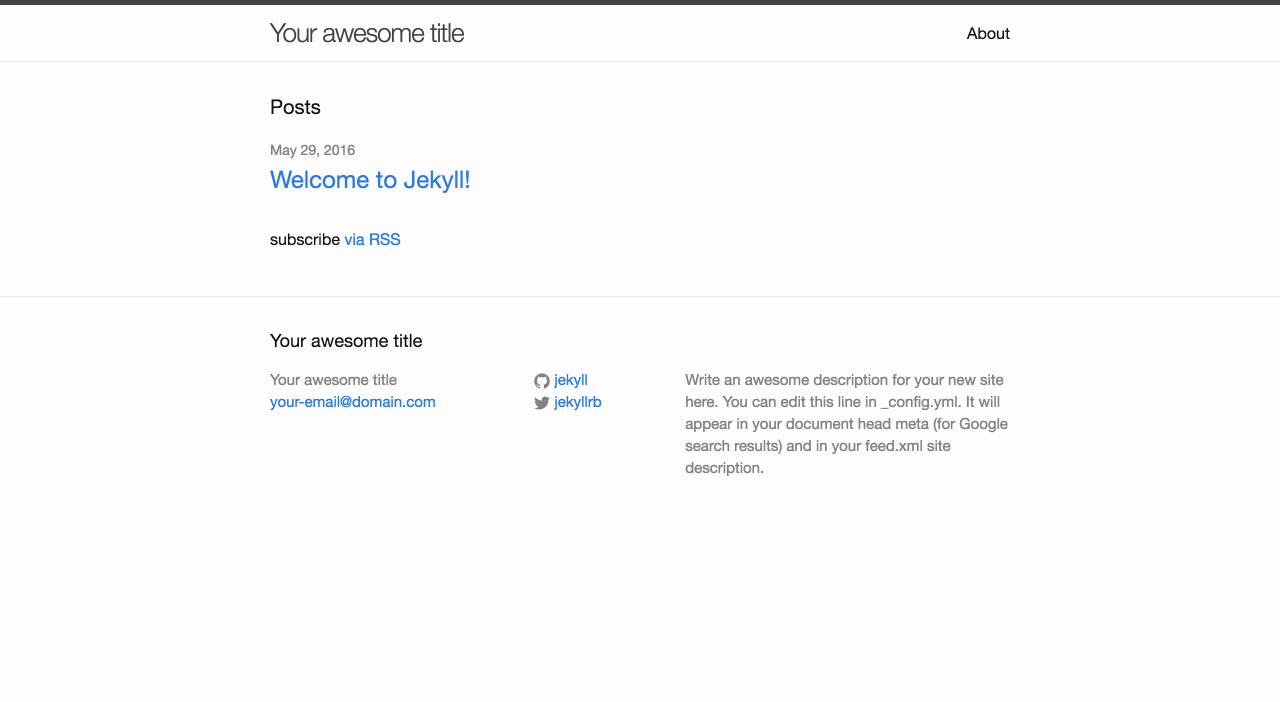 Your awesome title
About
Posts
May 29, 2016
Welcome to Jekyll!
subscribe via RSS
Your awesome title
Your awesome title
your-email@domain.com
jekyll
jekyllrb
Write an awesome description for your new site
here. You can edit this line in _config.yml. It will
appear in your document head meta (for Google
search results) and in your feed.xml site
description.